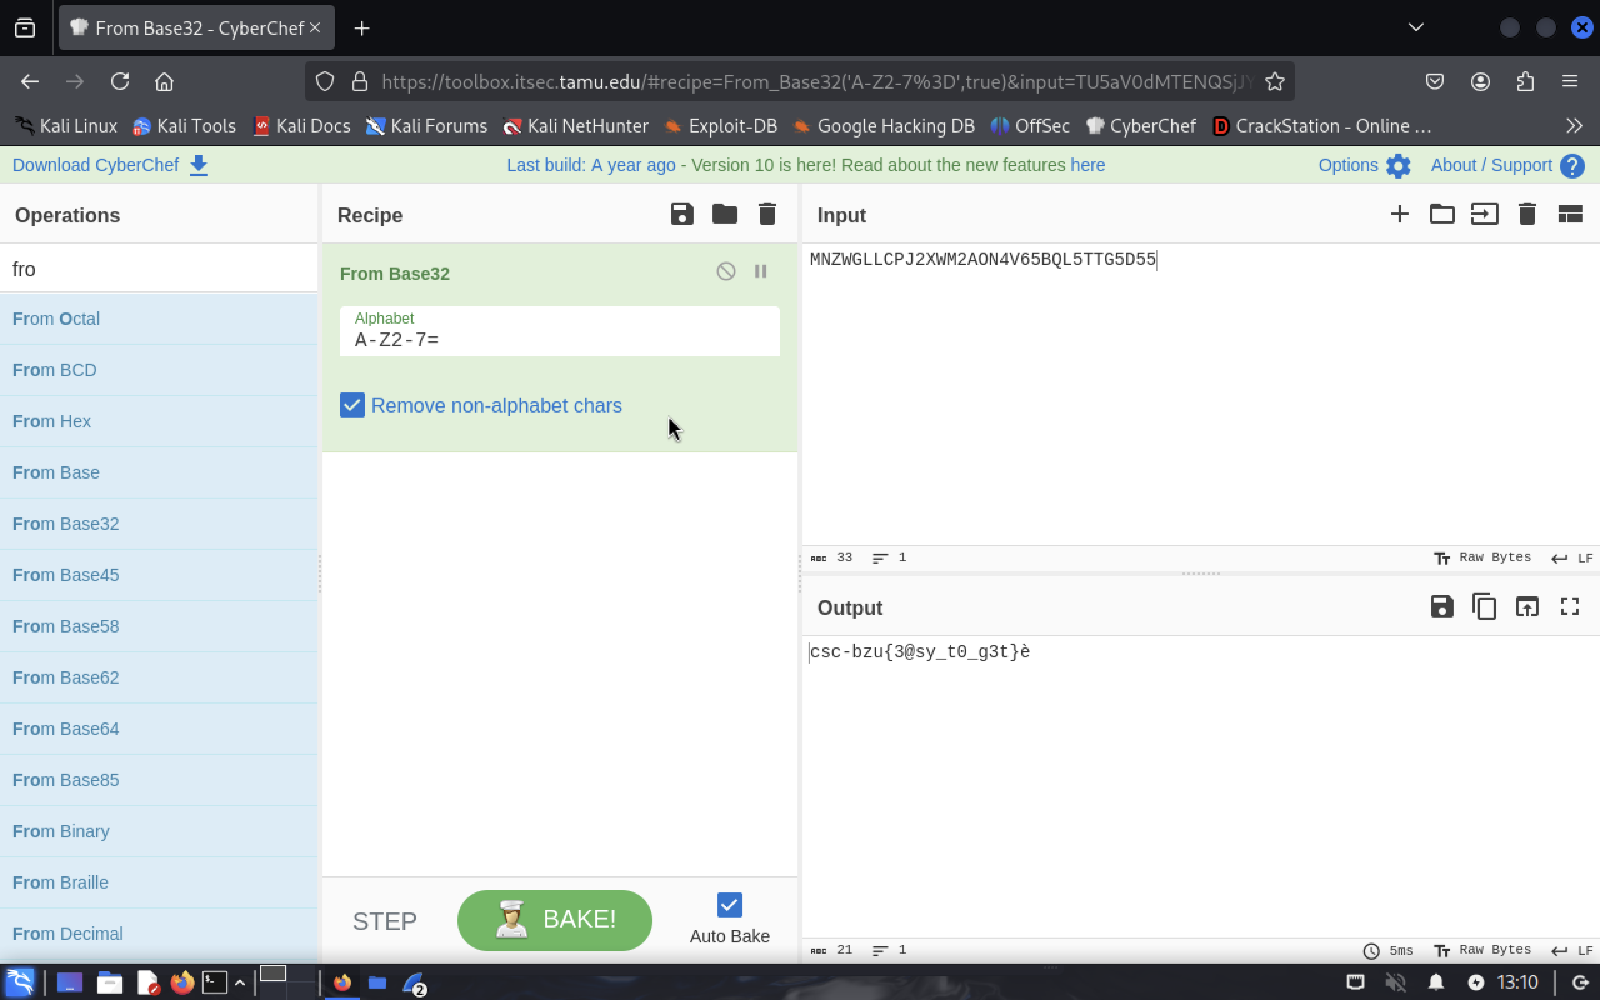 From Base32 - CyberChef
https://toolbox.itsec.tamu.edu/#recipe=From_Base32('A-Z2-7%3D',true)&input=TU5aV0dMTENQSjJY
Kali Linux Kali Tools Kali Docs Kali Forums Kali NetHunter Exploit-DB Google Hacking DB OffSec CyberChef CrackStation - Online ...
Download CyberChef Last build: A year ago - Version 10 is here! Read about the new features here Options About / Support
Operations
fro
From Octal
From BCD
From Hex
From Base
From Base32
From Base45
From Base58
From Base62
From Base64
From Base85
From Binary
From Braille
From Decimal
Recipe
From Base32
Alphabet
A-Z2-7=
Remove non-alphabet chars
STEP
BAKE!
Auto Bake
Input
MNZWGLLCPJ2XWM2AON4V65BQL5TTG5D55
ABC 33 1 Raw Bytes LF
Output
csc-bzu{3@sy_t0_g3t}è
ABC 21 1 5ms Raw Bytes LF
2
13:10